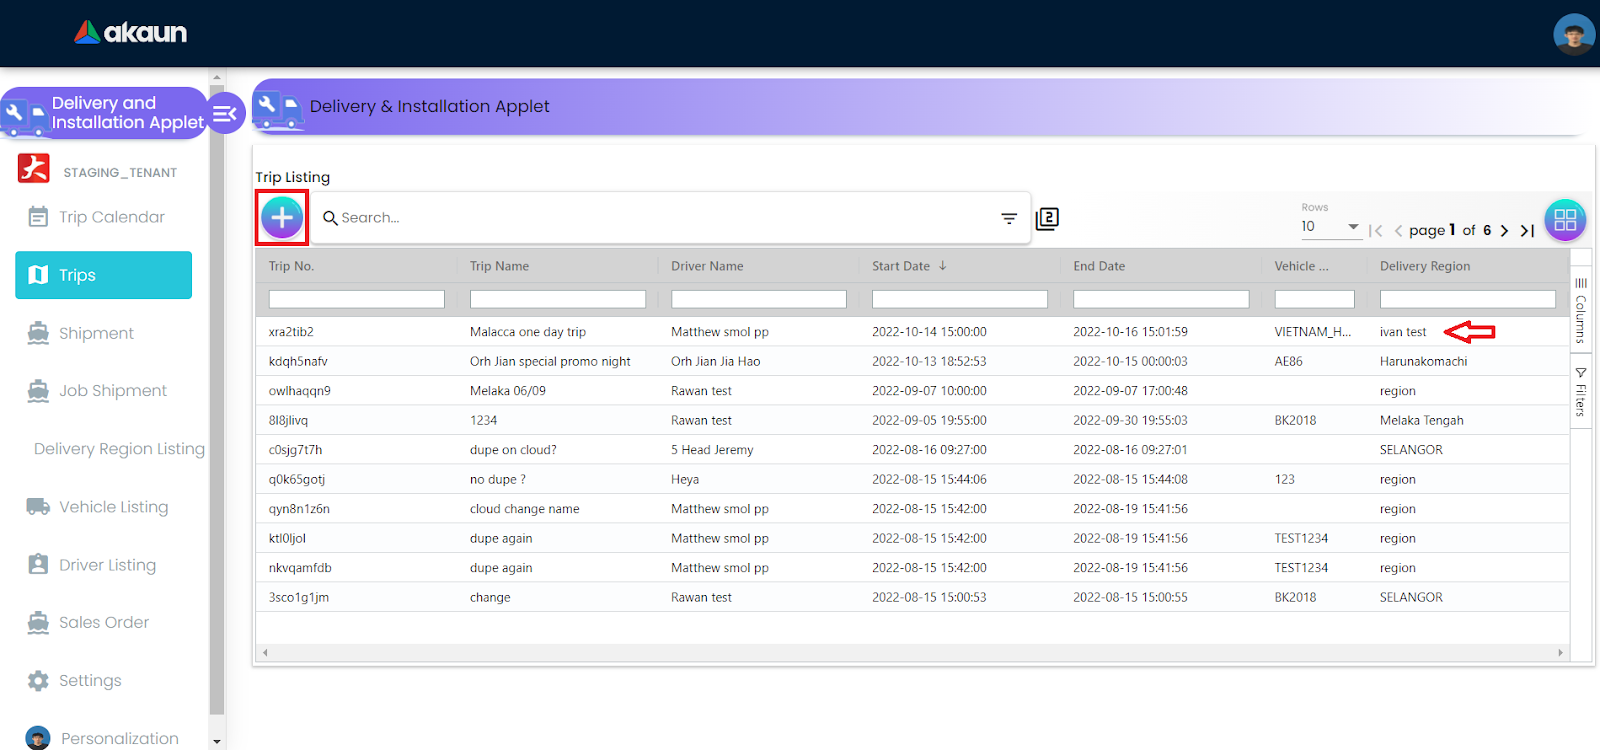 akaun
Delivery and
Installation Applet
Delivery & Installation Applet
STAGING_TENANT
Trip Calendar
Trips
Shipment
Job Shipment
Delivery Region Listing
Vehicle Listing
Driver Listing
Sales Order
Settings
Personalization
Trip Listing
Search...
2
Rows
10
page 1 of 6
Trip No. Trip Name Driver Name Start Date ↓ End Date Vehicle ... Delivery Region
xra2tib2 Malacca one day trip Matthew smol pp 2022-10-14 15:00:00 2022-10-16 15:01:59 VIETNAM_H... ivan test
kdqh5nafv Orh Jian special promo night Orh Jian Jia Hao 2022-10-13 18:52:53 2022-10-15 00:00:03 AE86 Harunakomachi
owlhaqqn9 Melaka 06/09 Rawan test 2022-09-07 10:00:00 2022-09-07 17:00:48 region
8l8jlivq 1234 Rawan test 2022-09-05 19:55:00 2022-09-30 19:55:03 BK2018 Melaka Tengah
c0sjg7t7h dupe on cloud? 5 Head Jeremy 2022-08-16 09:27:00 2022-08-16 09:27:01 SELANGOR
q0k65gotj no dupe ? Heya 2022-08-15 15:44:06 2022-08-15 15:44:08 123 region
qyn8n1z6n cloud change name Matthew smol pp 2022-08-15 15:42:00 2022-08-19 15:41:56 region
ktl0ljol dupe again Matthew smol pp 2022-08-15 15:42:00 2022-08-19 15:41:56 TEST1234 region
nkvqamfdb dupe again Matthew smol pp 2022-08-15 15:42:00 2022-08-19 15:41:56 TEST1234 region
3sco1g1jm change Rawan test 2022-08-15 15:00:53 2022-08-15 15:00:55 BK2018 SELANGOR
Columns
Filters